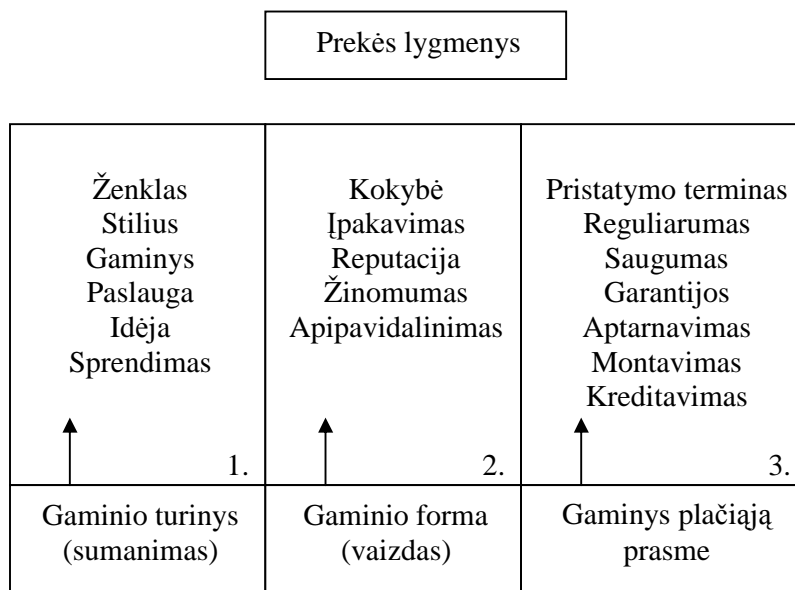 Prekės lygmenys
Ženklas
Stilius
Gaminys
Paslauga
Idėja
Sprendimas
1.
Gaminio turinys
(sumanimas)
Kokybė
Įpakavimas
Reputacija
Žinomumas
Apipavidalinimas
2.
Gaminio forma
(vaizdas)
Pristatymo terminas
Reguliarumas
Saugumas
Garantijos
Aptarnavimas
Montavimas
Kreditavimas
3.
Gaminys plačiąją
prasme